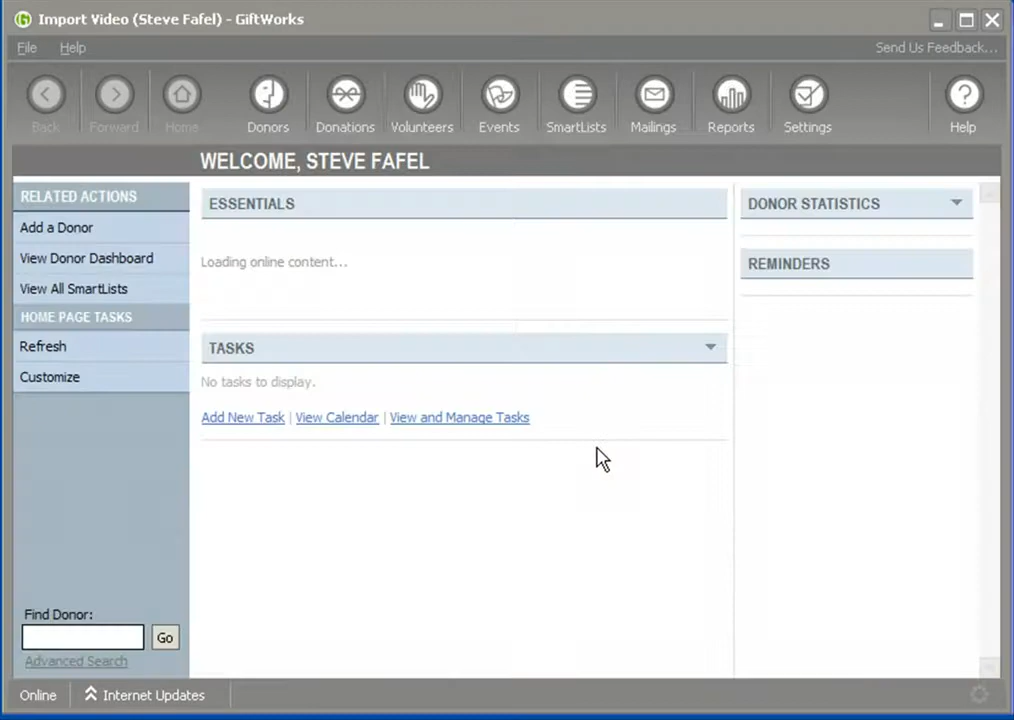 Import Video (Steve Fafel) - GiftWorks
File Help Send Us Feedback...
Back Forward Home Donors Donations Volunteers Events SmartLists Mailings Reports Settings Help
WELCOME, STEVE FAFEL
RELATED ACTIONS
Add a Donor
View Donor Dashboard
View All SmartLists
HOME PAGE TASKS
Refresh
Customize
Find Donor:
Go
Advanced Search
ESSENTIALS
Loading online content...
TASKS
No tasks to display.
Add New Task | View Calendar | View and Manage Tasks
DONOR STATISTICS
REMINDERS
Online Internet Updates